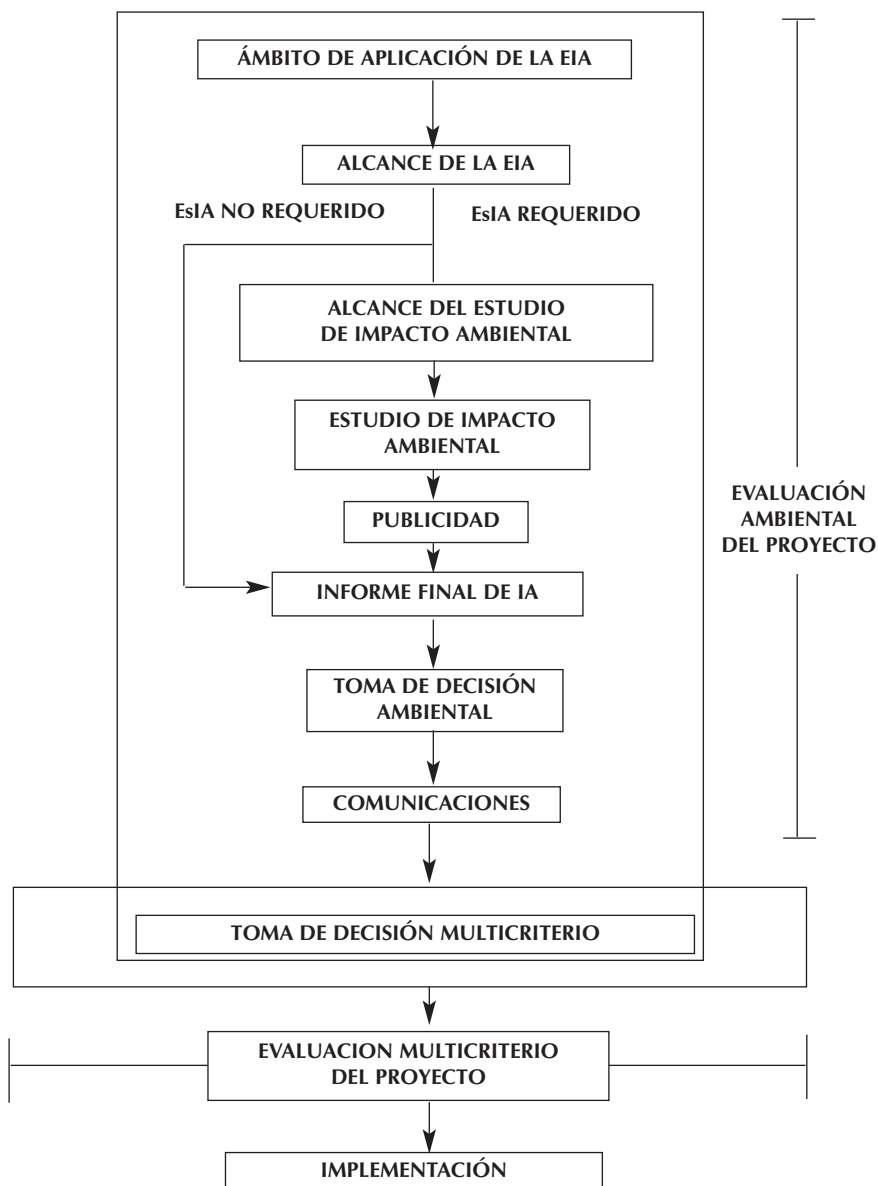 ÁMBITO DE APLICACIÓN DE LA EIA
ALCANCE DE LA EIA
EsIA NO REQUERIDO
EsIA REQUERIDO
ALCANCE DEL ESTUDIO
DE IMPACTO AMBIENTAL
ESTUDIO DE IMPACTO
AMBIENTAL
PUBLICIDAD
EVALUACIÓN
AMBIENTAL
DEL PROYECTO
INFORME FINAL DE IA
TOMA DE DECISIÓN
AMBIENTAL
COMUNICACIONES
TOMA DE DECISIÓN MULTICRITERIO
EVALUACION MULTICRITERIO
DEL PROYECTO
IMPLEMENTACIÓN